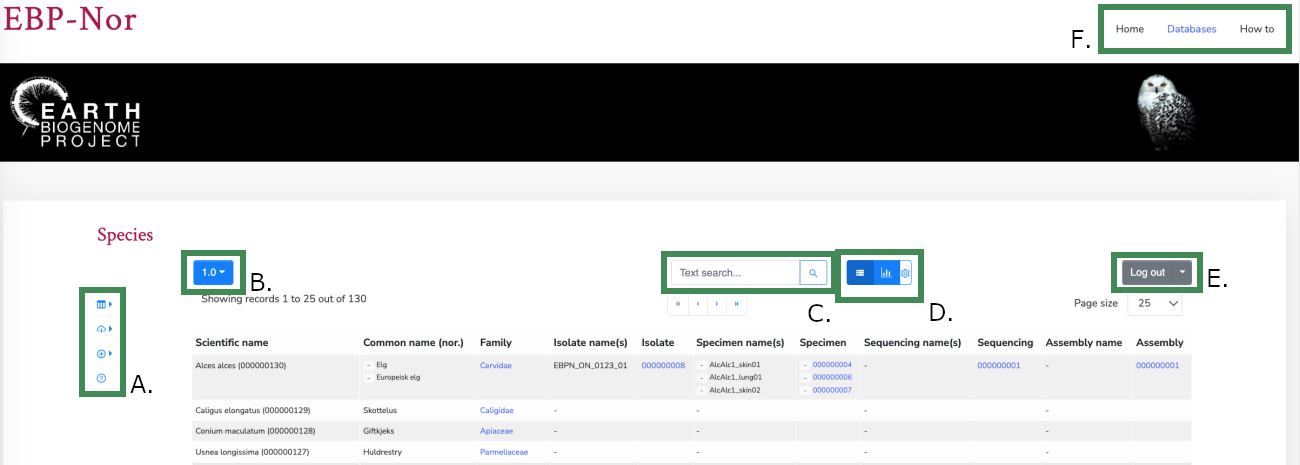 EBP-Nor
F.
Home Databases How to
EARTH
BIOGENOME
PROJECT
Species
1.0
B.
Text search...
C.
D.
Log out
E.
Showing records 1 to 25 out of 130
« ‹ › »
Page size 25
A.
Scientific name Common name (nor.) Family Isolate name(s) Isolate Specimen name(s) Specimen Sequencing name(s) Sequencing Assembly name Assembly
Alces alces (000000130) - Elg Cervidae EBPN_ON_0123_01 000000008 - AlcAlc1_skin01 - 000000004 - 000000001 - 000000001
- Europeisk elg - AlcAlc1_lung01 - 000000006
- AlcAlc1_skin02 - 000000007
Caligus elongatus (000000129) Skottelus Caligidae - - - -
Conium maculatum (000000128) Giftkjeks Apiaceae - - - -
Usnea longissima (000000127) Huldrestry Parmeliaceae - - - -